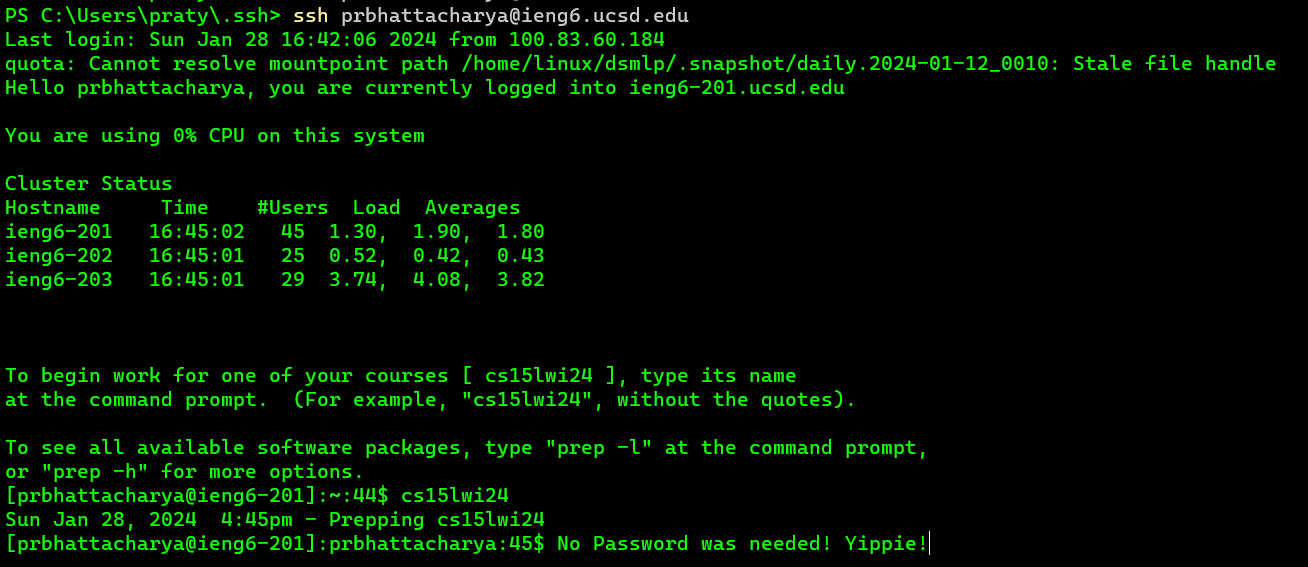 PS C:\Users\praty\.ssh> ssh prbhattacharya@ieng6.ucsd.edu
Last login: Sun Jan 28 16:42:06 2024 from 100.83.60.184
quota: Cannot resolve mountpoint path /home/linux/dsmlp/.snapshot/daily.2024-01-12_0010: Stale file handle
Hello prbhattacharya, you are currently logged into ieng6-201.ucsd.edu
You are using 0% CPU on this system
Cluster Status
Hostname     Time    #Users  Load  Averages
ieng6-201   16:45:02   45  1.30,  1.90,  1.80
ieng6-202   16:45:01   25  0.52,  0.42,  0.43
ieng6-203   16:45:01   29  3.74,  4.08,  3.82
To begin work for one of your courses [ cs15lwi24 ], type its name
at the command prompt.  (For example, "cs15lwi24", without the quotes).
To see all available software packages, type "prep -l" at the command prompt,
or "prep -h" for more options.
[prbhattacharya@ieng6-201]:~:44$ cs15lwi24
Sun Jan 28, 2024  4:45pm - Prepping cs15lwi24
[prbhattacharya@ieng6-201]:prbhattacharya:45$ No Password was needed! Yippie!